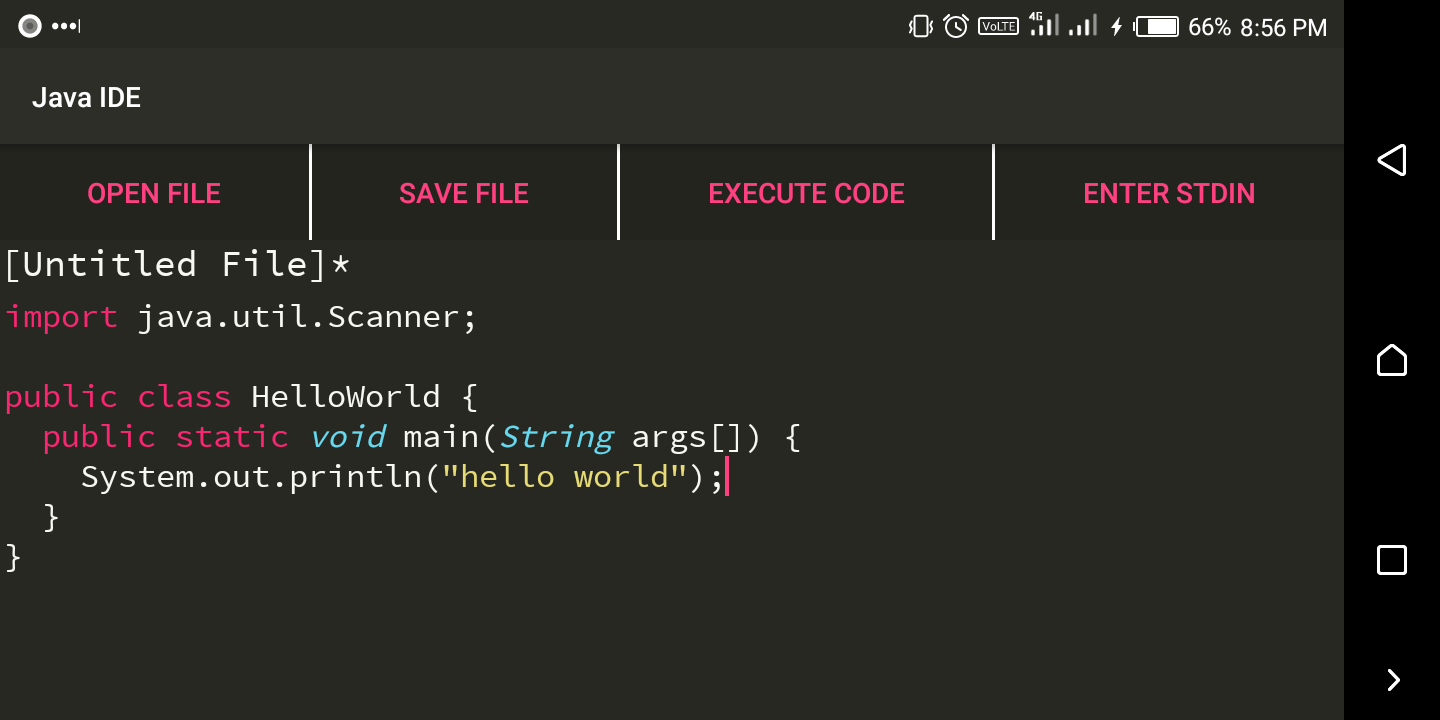 VoLTE 4G 66% 8:56 PM
Java IDE
OPEN FILE SAVE FILE EXECUTE CODE ENTER STDIN
[Untitled File]*
import java.util.Scanner;
public class HelloWorld {
  public static void main(String args[]) {
    System.out.println("hello world");
  }
}